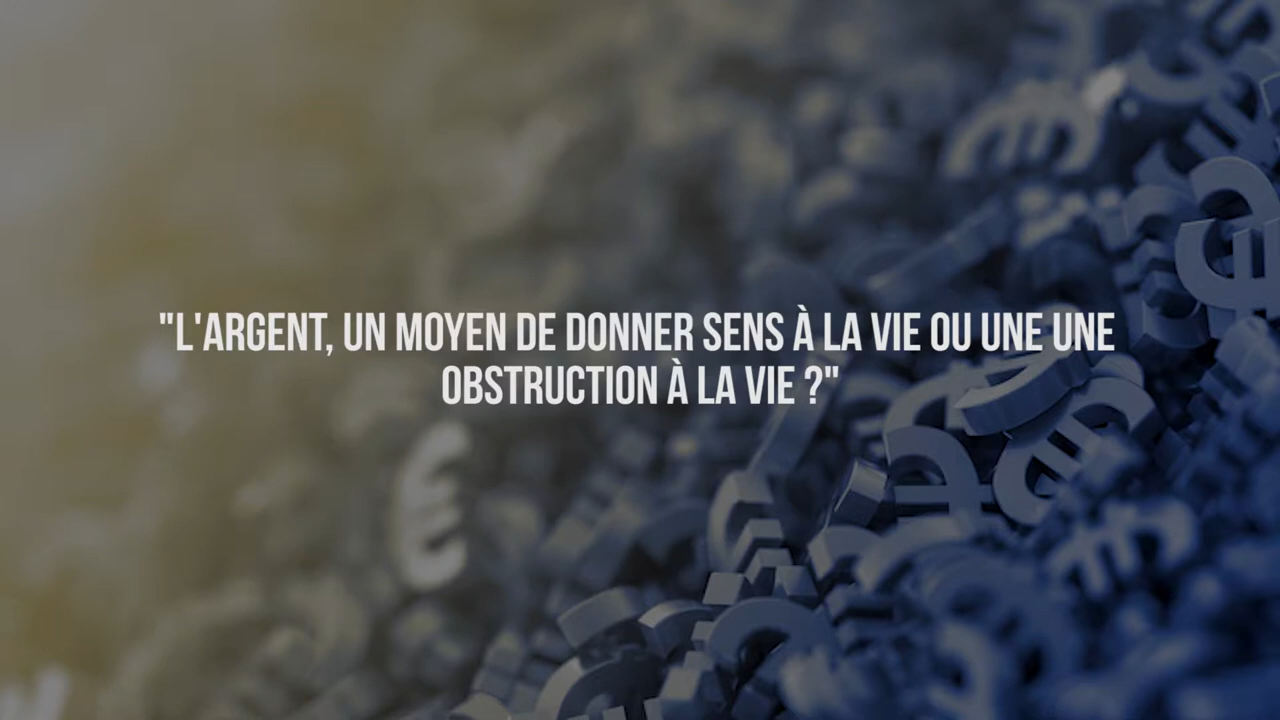 "L'ARGENT, UN MOYEN DE DONNER SENS À LA VIE OU UNE UNE
OBSTRUCTION À LA VIE ?"